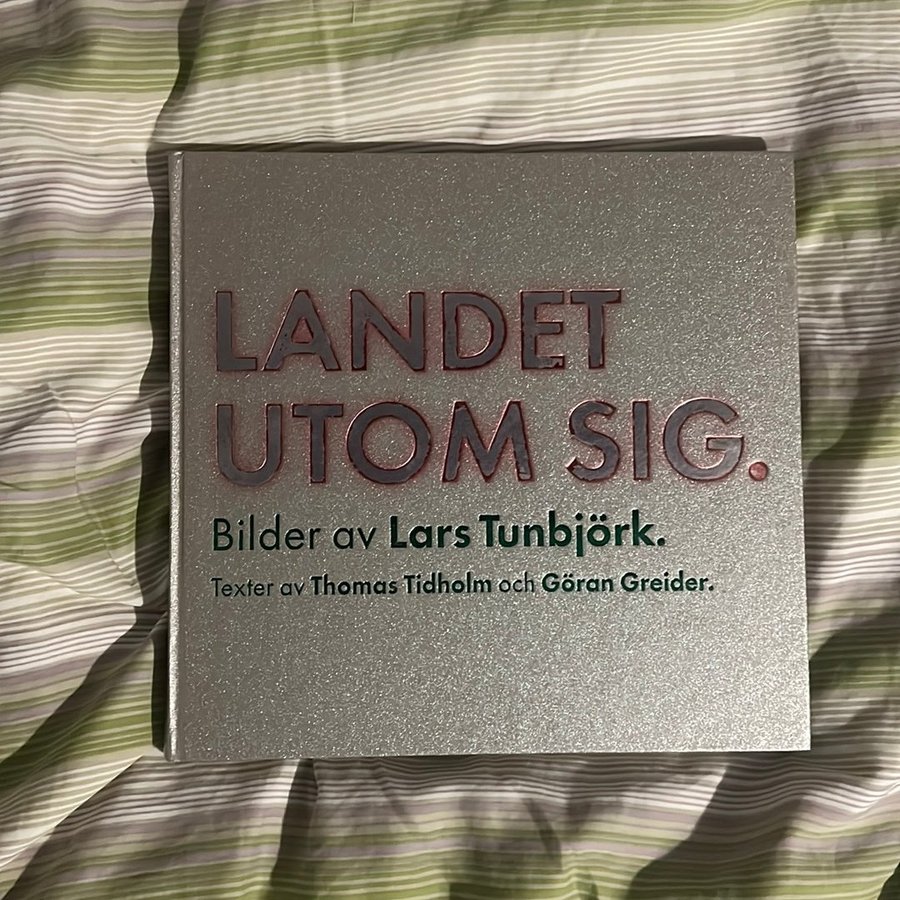 LANDET
UTOM SIG.
Bilder av Lars Tunbjörk.
Texter av Thomas Tidholm och Göran Greider.